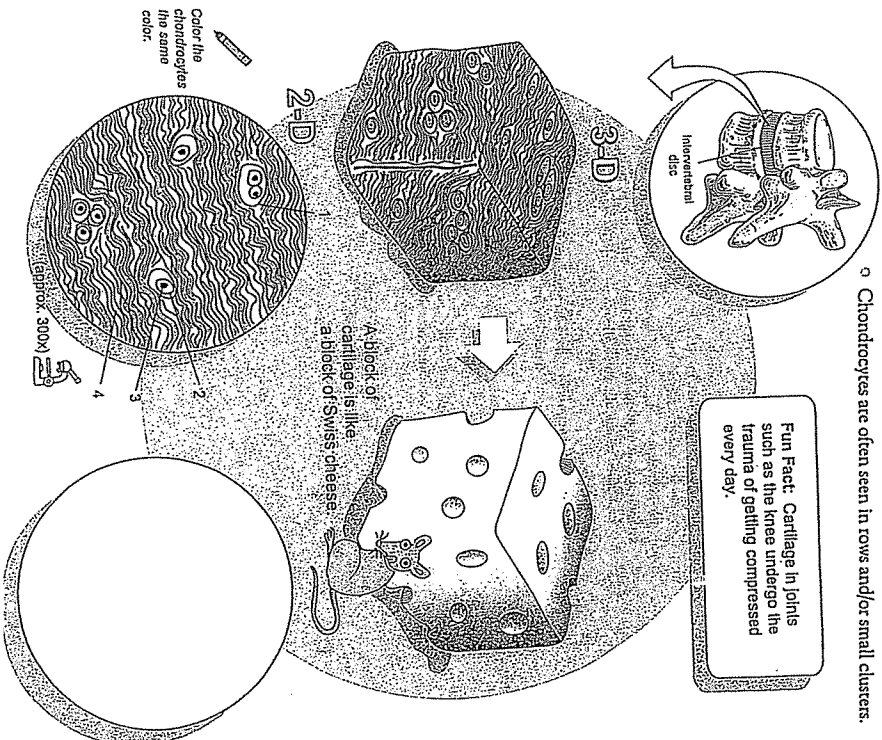 ○ Chondrocytes are often seen in rows and/or small clusters.
Fun Fact: Cartilage in joints
such as the knee undergo the
trauma of getting compressed
every day.
Intervertebral
disc
3-D
A block of
cartilage is like
a block of Swiss cheese
2-D
Color the
chondrocytes
the same
color.
1
2
3
4
(approx. 300x)